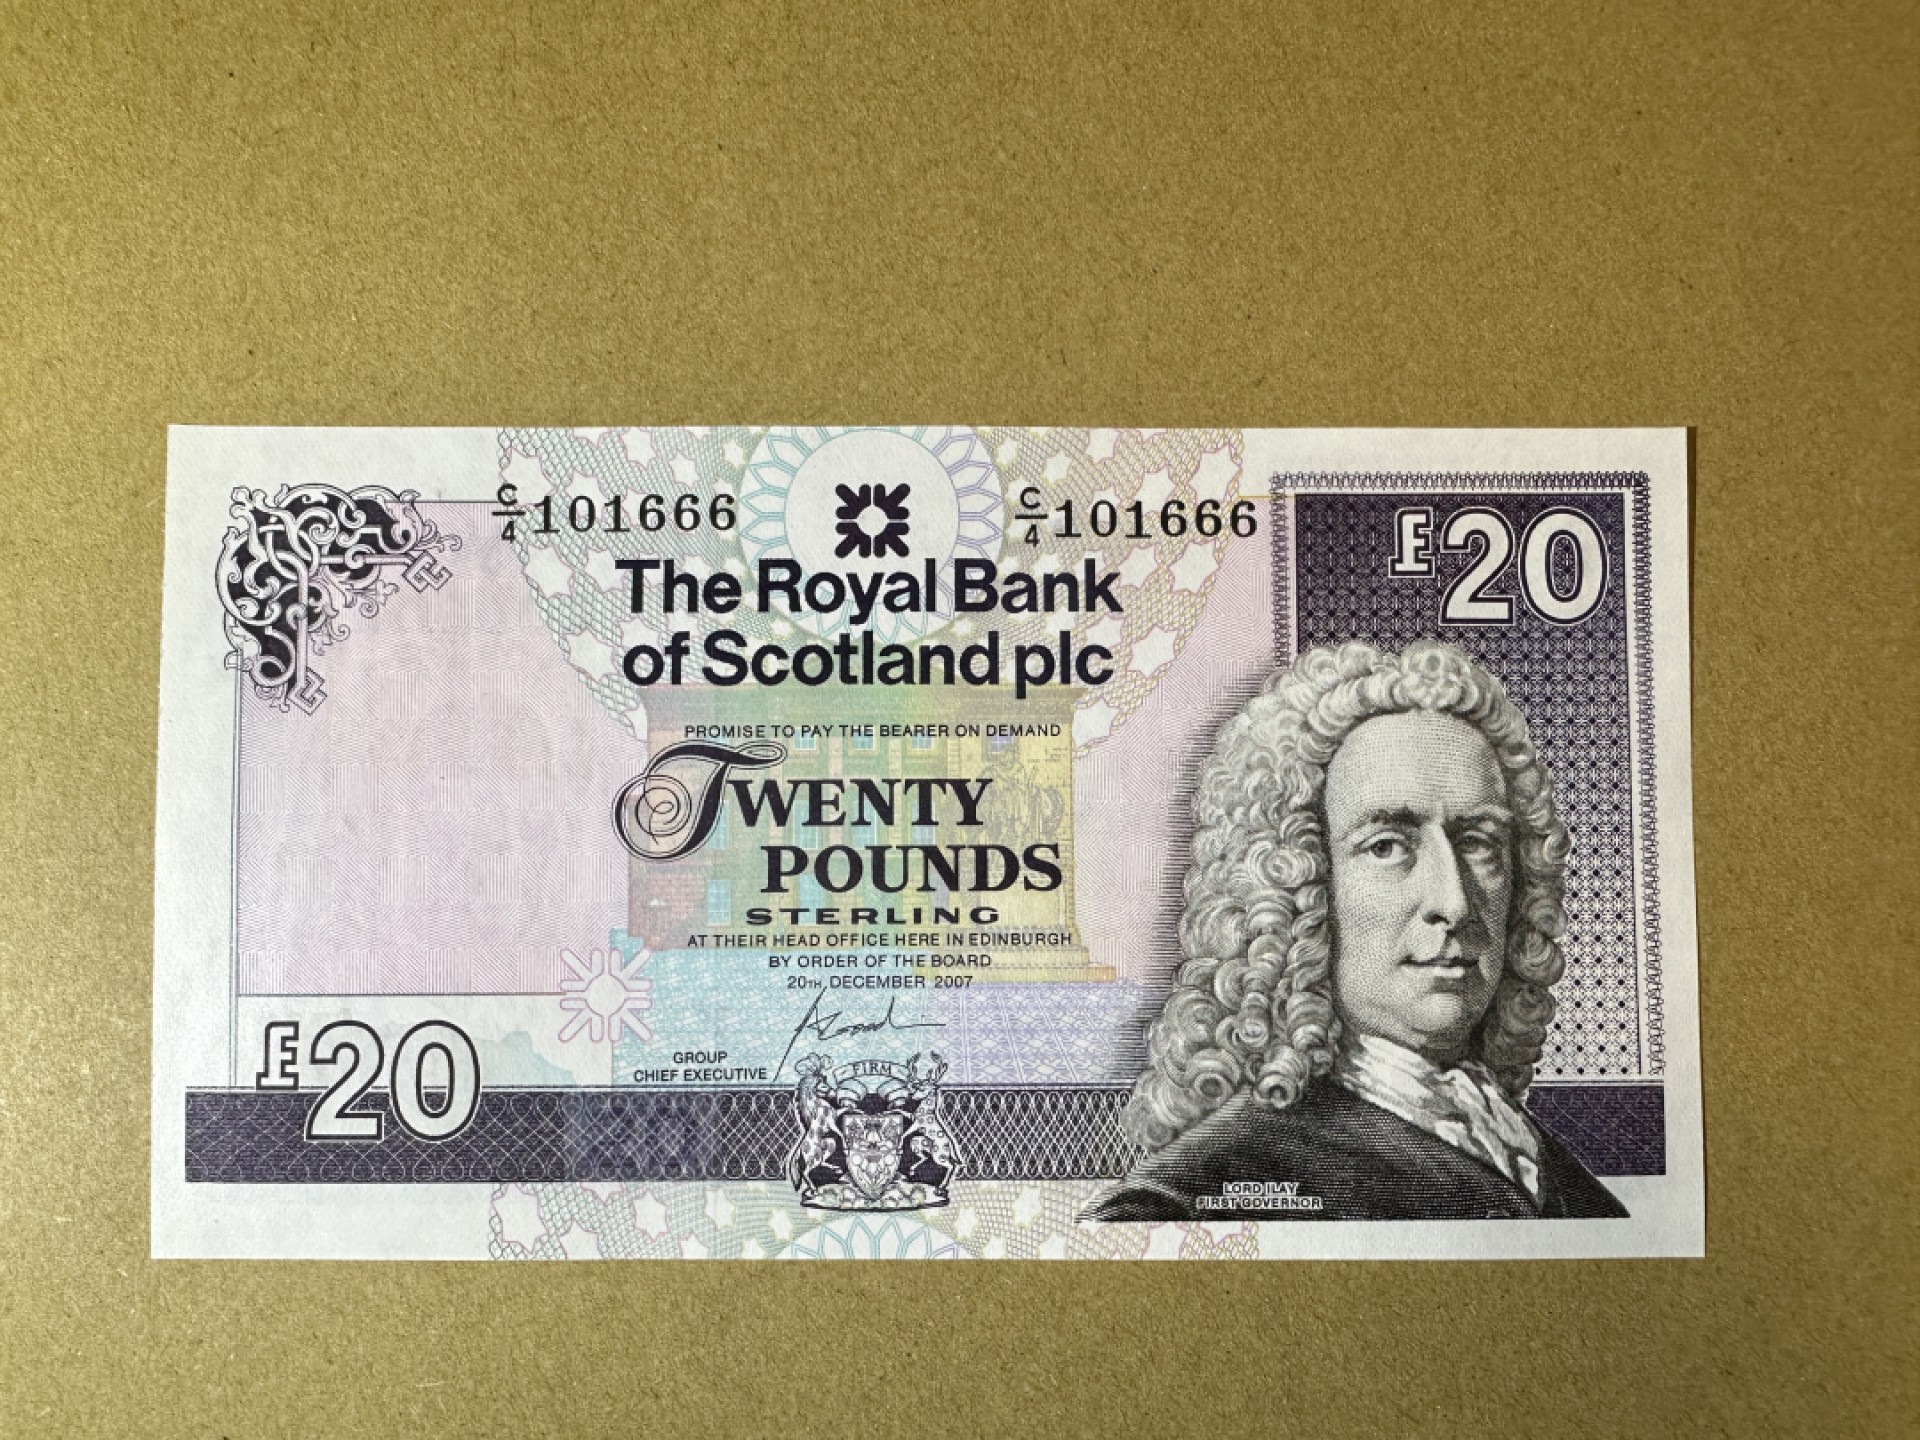 C/4 101666
C/4 101666
£20
The Royal Bank
of Scotland plc
PROMISE TO PAY THE BEARER ON DEMAND
TWENTY
POUNDS
STERLING
AT THEIR HEAD OFFICE HERE IN EDINBURGH
BY ORDER OF THE BOARD
20TH, DECEMBER 2007
GROUP
CHIEF EXECUTIVE
FIRM
£20
LORD ILAY
FIRST GOVERNOR